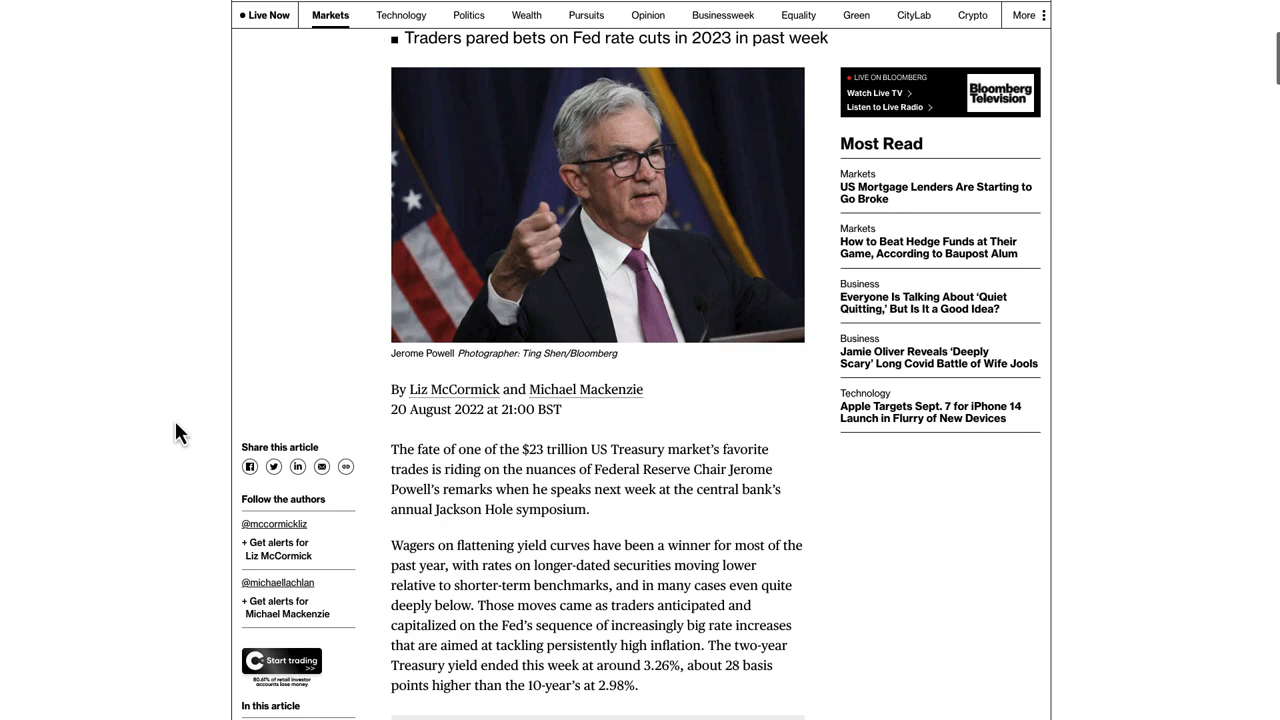 Live Now
Markets
Technology
Politics
Wealth
Pursuits
Opinion
Businessweek
Equality
Green
CityLab
Crypto
More
Traders pared bets on Fed rate cuts in 2023 in past week
Jerome Powell Photographer: Ting Shen/Bloomberg
By Liz McCormick and Michael Mackenzie
20 August 2022 at 21:00 BST
Share this article
Follow the authors
@mccormickliz
+ Get alerts for
Liz McCormick
@michaellachlan
+ Get alerts for
Michael Mackenzie
Start trading
>>
80.61% of retail investor
accounts lose money
In this article
The fate of one of the $23 trillion US Treasury market’s favorite
trades is riding on the nuances of Federal Reserve Chair Jerome
Powell’s remarks when he speaks next week at the central bank’s
annual Jackson Hole symposium.
Wagers on flattening yield curves have been a winner for most of the
past year, with rates on longer-dated securities moving lower
relative to shorter-term benchmarks, and in many cases even quite
deeply below. Those moves came as traders anticipated and
capitalized on the Fed’s sequence of increasingly big rate increases
that are aimed at tackling persistently high inflation. The two-year
Treasury yield ended this week at around 3.26%, about 28 basis
points higher than the 10-year’s at 2.98%.
LIVE ON BLOOMBERG
Watch Live TV
Listen to Live Radio
Bloomberg
Television
Most Read
Markets
US Mortgage Lenders Are Starting to
Go Broke
Markets
How to Beat Hedge Funds at Their
Game, According to Baupost Alum
Business
Everyone Is Talking About ‘Quiet
Quitting,’ But Is It a Good Idea?
Business
Jamie Oliver Reveals ‘Deeply
Scary’ Long Covid Battle of Wife Jools
Technology
Apple Targets Sept. 7 for iPhone 14
Launch in Flurry of New Devices